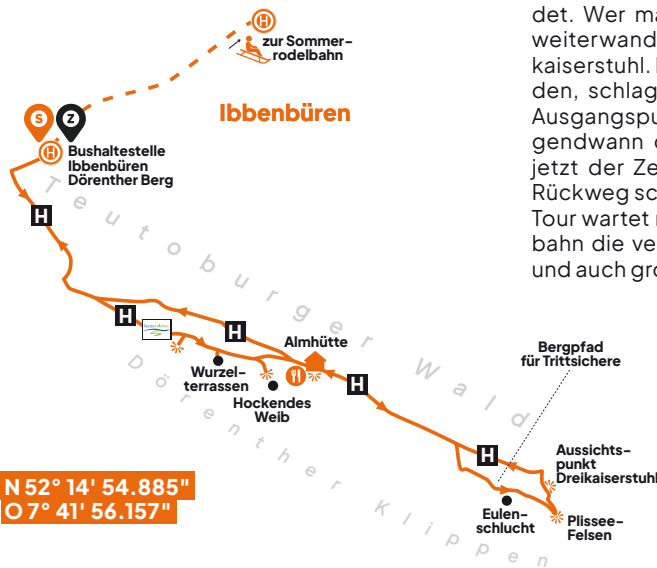 zur Sommer-
rodelbahn
Ibbenbüren
S
Z
H
H
Bushaltestelle
Ibbenbüren
Dörenther Berg
Teutoburger Wald
Dörenther Klippen
H
H
H
Almhütte
H
Wurzel-
terrassen
Hockendes
Weib
Bergpfad
für Trittsichere
H
Aussichts-
punkt
Dreikaiserstuhl
Eulen-
schlucht
Plissee-
Felsen
N 52° 14' 54.885"
O 7° 41' 56.157"
det. Wer ma
weiterwand
kaiserstuhl.
den, schlag
Ausgangspu
gendwann
jetzt der Ze
Rückweg sc
Tour wartet
bahn die ve
und auch gro